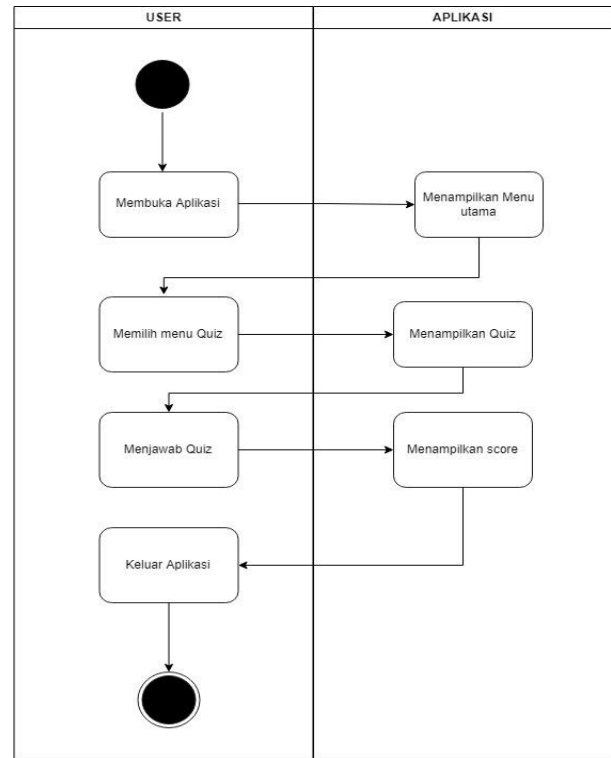 USER
APLIKASI
Membuka Aplikasi
Menampilkan Menu
utama
Memilih menu Quiz
Menampilkan Quiz
Menjawab Quiz
Menampilkan score
Keluar Aplikasi